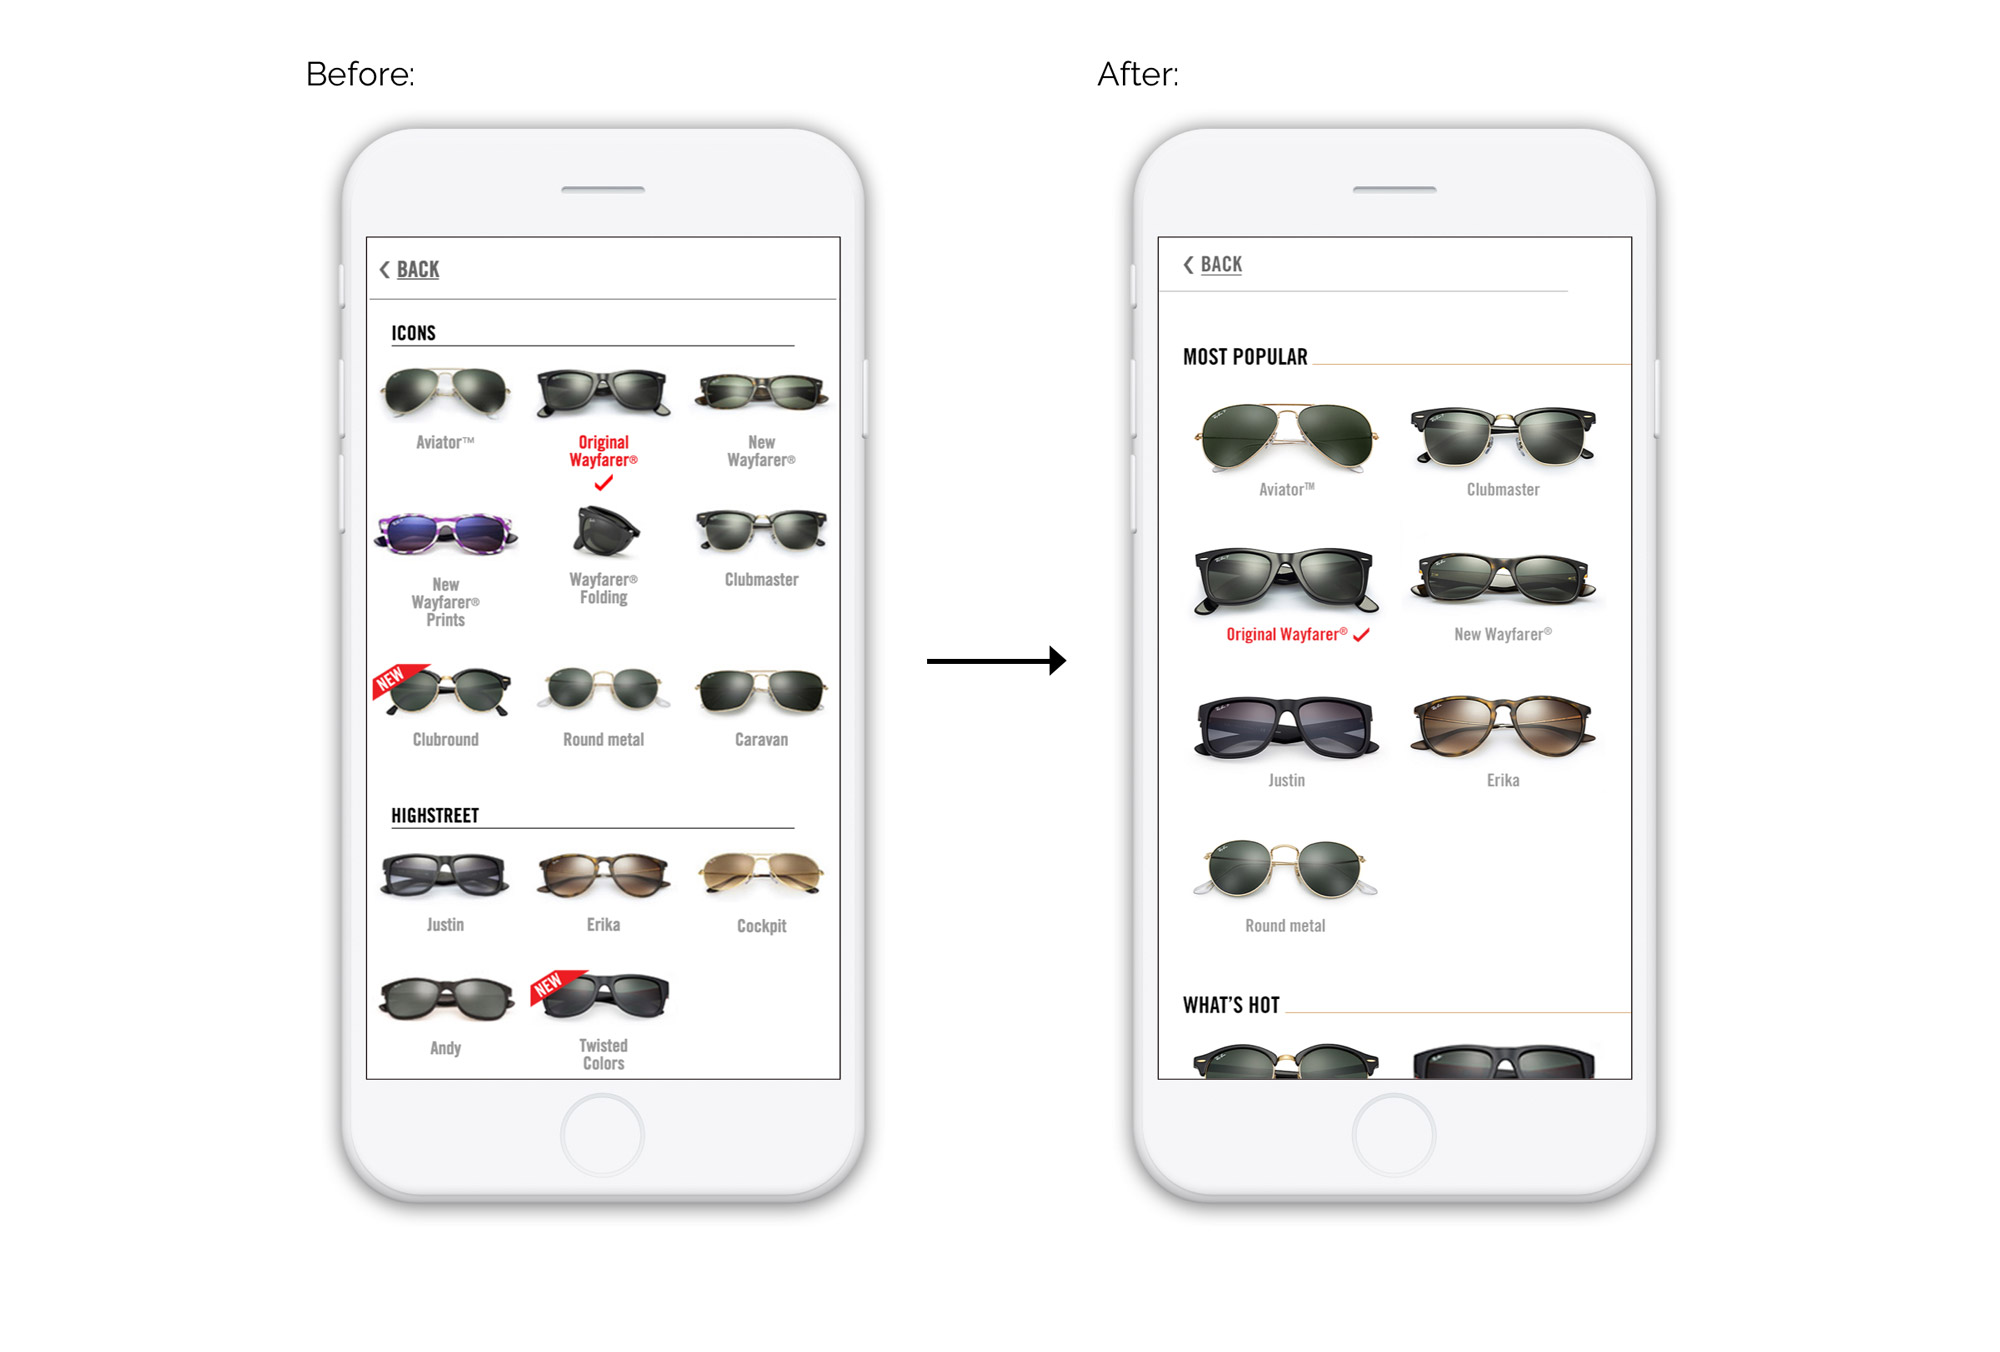 Before:
BACK
ICONS
Aviator™
Original
Wayfarer®
New
Wayfarer®
New
Wayfarer®
Prints
Wayfarer®
Folding
Clubmaster
NEW
Clubround
Round metal
Caravan
HIGHSTREET
Justin
Erika
Cockpit
Andy
NEW
Twisted
Colors
After:
BACK
MOST POPULAR
Aviator™
Clubmaster
Original Wayfarer®
New Wayfarer®
Justin
Erika
Round metal
WHAT'S HOT